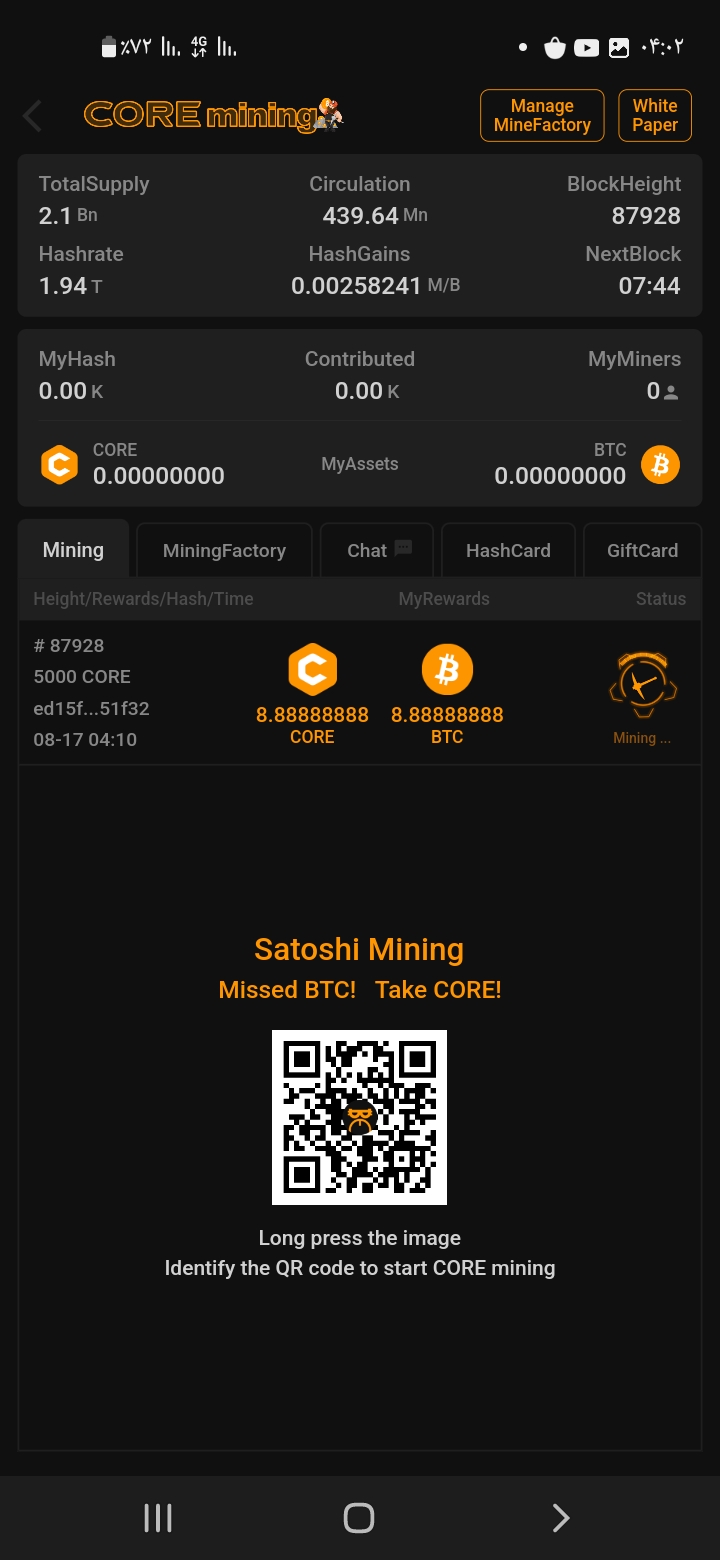 ٪۷۲ 4G ۰۴:۰۲
CORE mining
Manage
MineFactory
White
Paper
TotalSupply Circulation BlockHeight
2.1 Bn 439.64 Mn 87928
Hashrate HashGains NextBlock
1.94 T 0.00258241 M/B 07:44
MyHash Contributed MyMiners
0.00 K 0.00 K 0
CORE MyAssets BTC
0.00000000 0.00000000
Mining MiningFactory Chat HashCard GiftCard
Height/Rewards/Hash/Time MyRewards Status
# 87928
5000 CORE
ed15f...51f32
08-17 04:10
8.88888888 8.88888888
CORE BTC
Mining ...
Satoshi Mining
Missed BTC! Take CORE!
Long press the image
Identify the QR code to start CORE mining